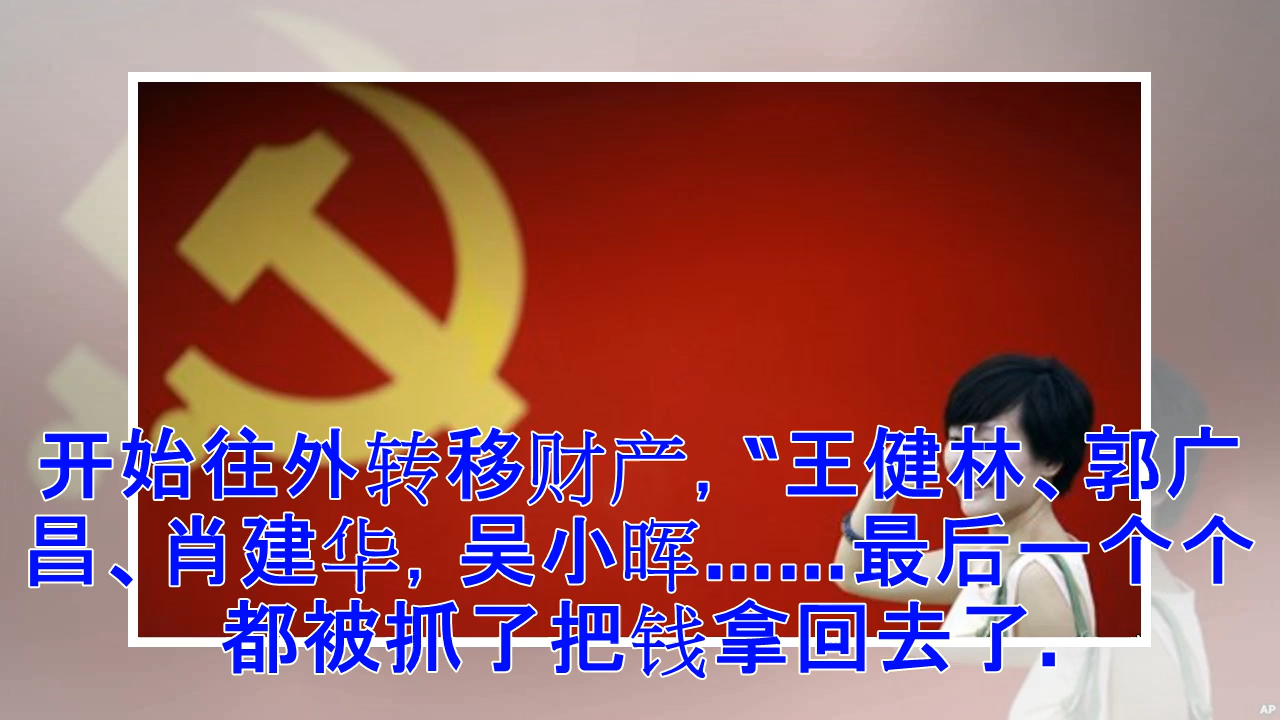 开始往外转移财产，“王健林、郭广
昌、肖建华，吴小晖……最后一个个
都被抓了把钱拿回去了.
AP